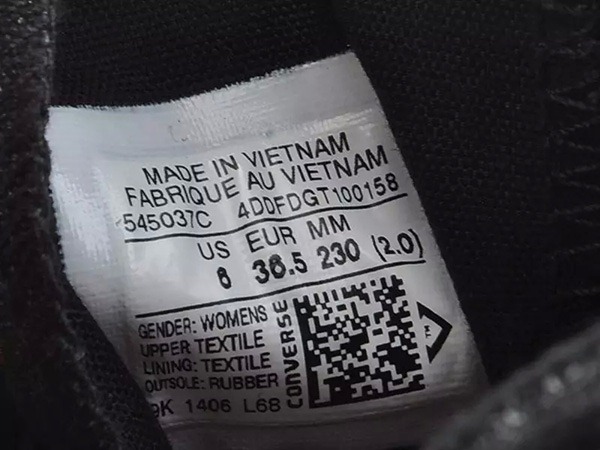 MADE IN VIETNAM
FABRIQUE AU VIETNAM
545037C 4DDFDGT100158
US EUR MM
6 36.5 230 (2.0)
GENDER: WOMENS
UPPER TEXTILE
LINING: TEXTILE
OUTSOLE: RUBBER
1406 L68
CONVERSE
TM